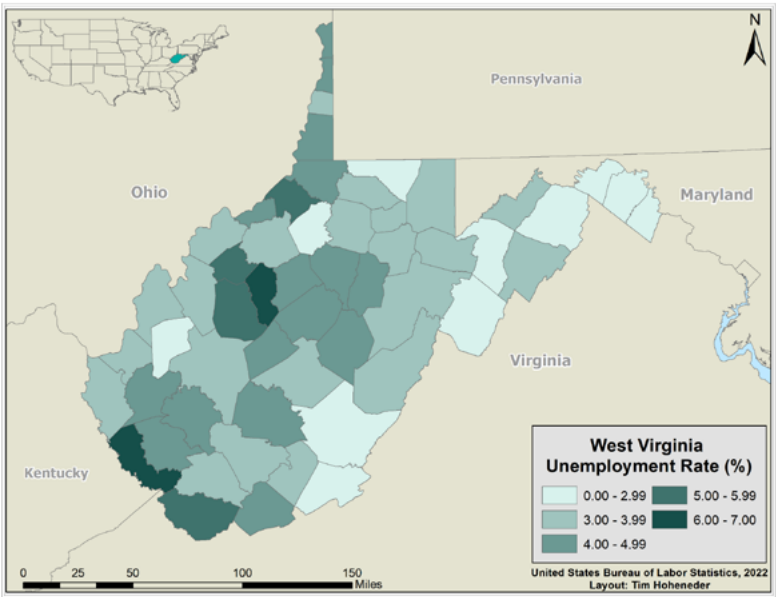 N
Pennsylvania
Ohio
Maryland
Virginia
Kentucky
West Virginia
Unemployment Rate (%)
0.00 - 2.99
5.00 - 5.99
3.00 - 3.99
6.00 - 7.00
4.00 - 4.99
0 25 50 100 150
Miles
United States Bureau of Labor Statistics, 2022
Layout: Tim Hoheneder